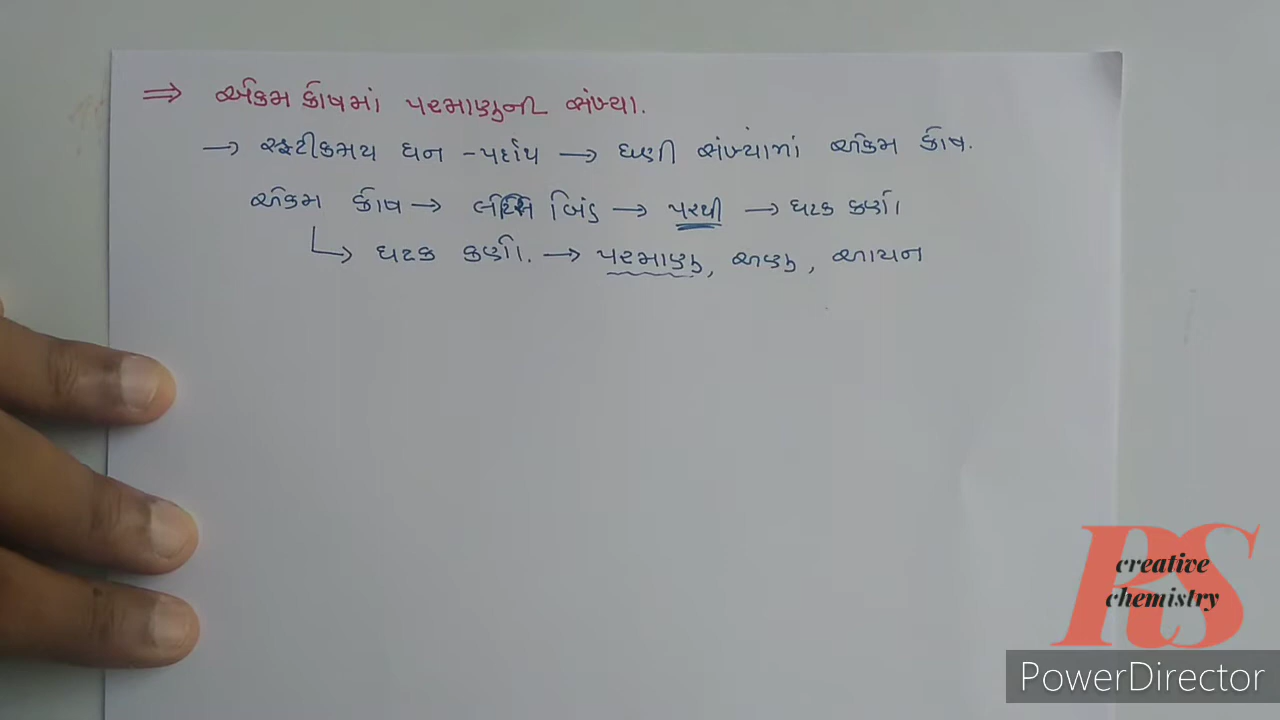 ⇒ એકમ કોષમાં પરમાણુની સંખ્યા.
→ સ્ફટીકમય ઘન - પદાર્થ → ઘણી સંખ્યામાં એકમ કોષ.
એકમ કોષ → બિંદુ → પરથી → ઘટક કણો
↳ ઘટક કણો. → પરમાણુ, અણુ, આયન
RS
creative
chemistry
PowerDirector